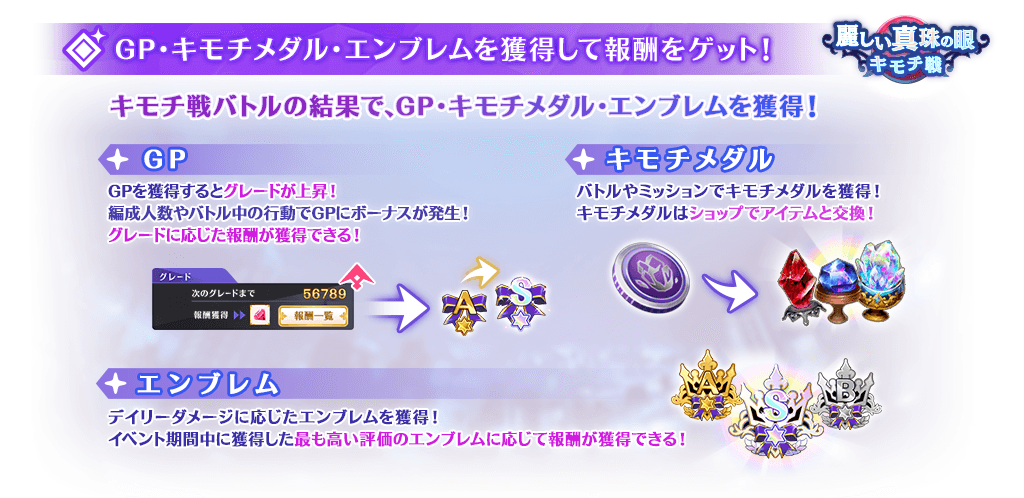 GP・キモチメダル・エンブレムを獲得して報酬をゲット！
麗しい真珠の眼
キモチ戦
キモチ戦バトルの結果で、GP・キモチメダル・エンブレムを獲得！
GP
GPを獲得するとグレードが上昇！
編成人数やバトル中の行動でGPにボーナスが発生！
グレードに応じた報酬が獲得できる！
グレード
次のグレードまで 56789
報酬獲得 報酬一覧
A
S
キモチメダル
バトルやミッションでキモチメダルを獲得！
キモチメダルはショップでアイテムと交換！
エンブレム
デイリーダメージに応じたエンブレムを獲得！
イベント期間中に獲得した最も高い評価のエンブレムに応じて報酬が獲得できる！
A
S
B